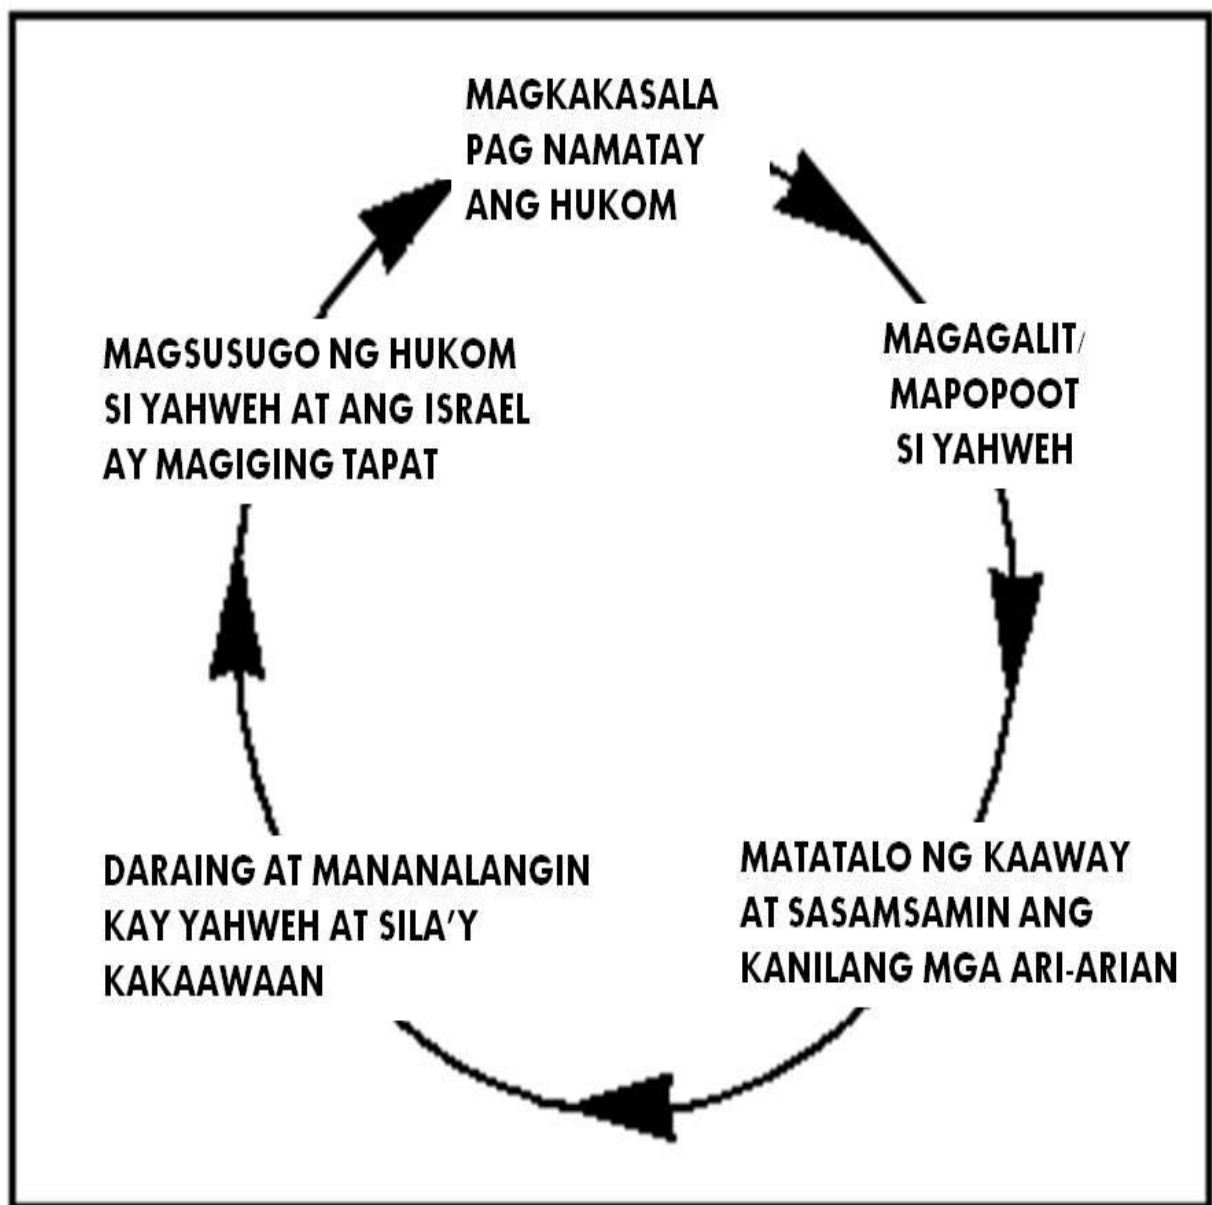 MAGKAKASALA
PAG NAMATAY
ANG HUKOM
MAGAGALIT/
MAPOPOOT
SI YAHWEH
MATATALO NG KAAWAY
AT SASAMSAMIN ANG
KANILANG MGA ARI-ARIAN
DARAING AT MANANALANGIN
KAY YAHWEH AT SILA’Y
KAKAAWAAN
MAGSUSUGO NG HUKOM
SI YAHWEH AT ANG ISRAEL
AY MAGIGING TAPAT